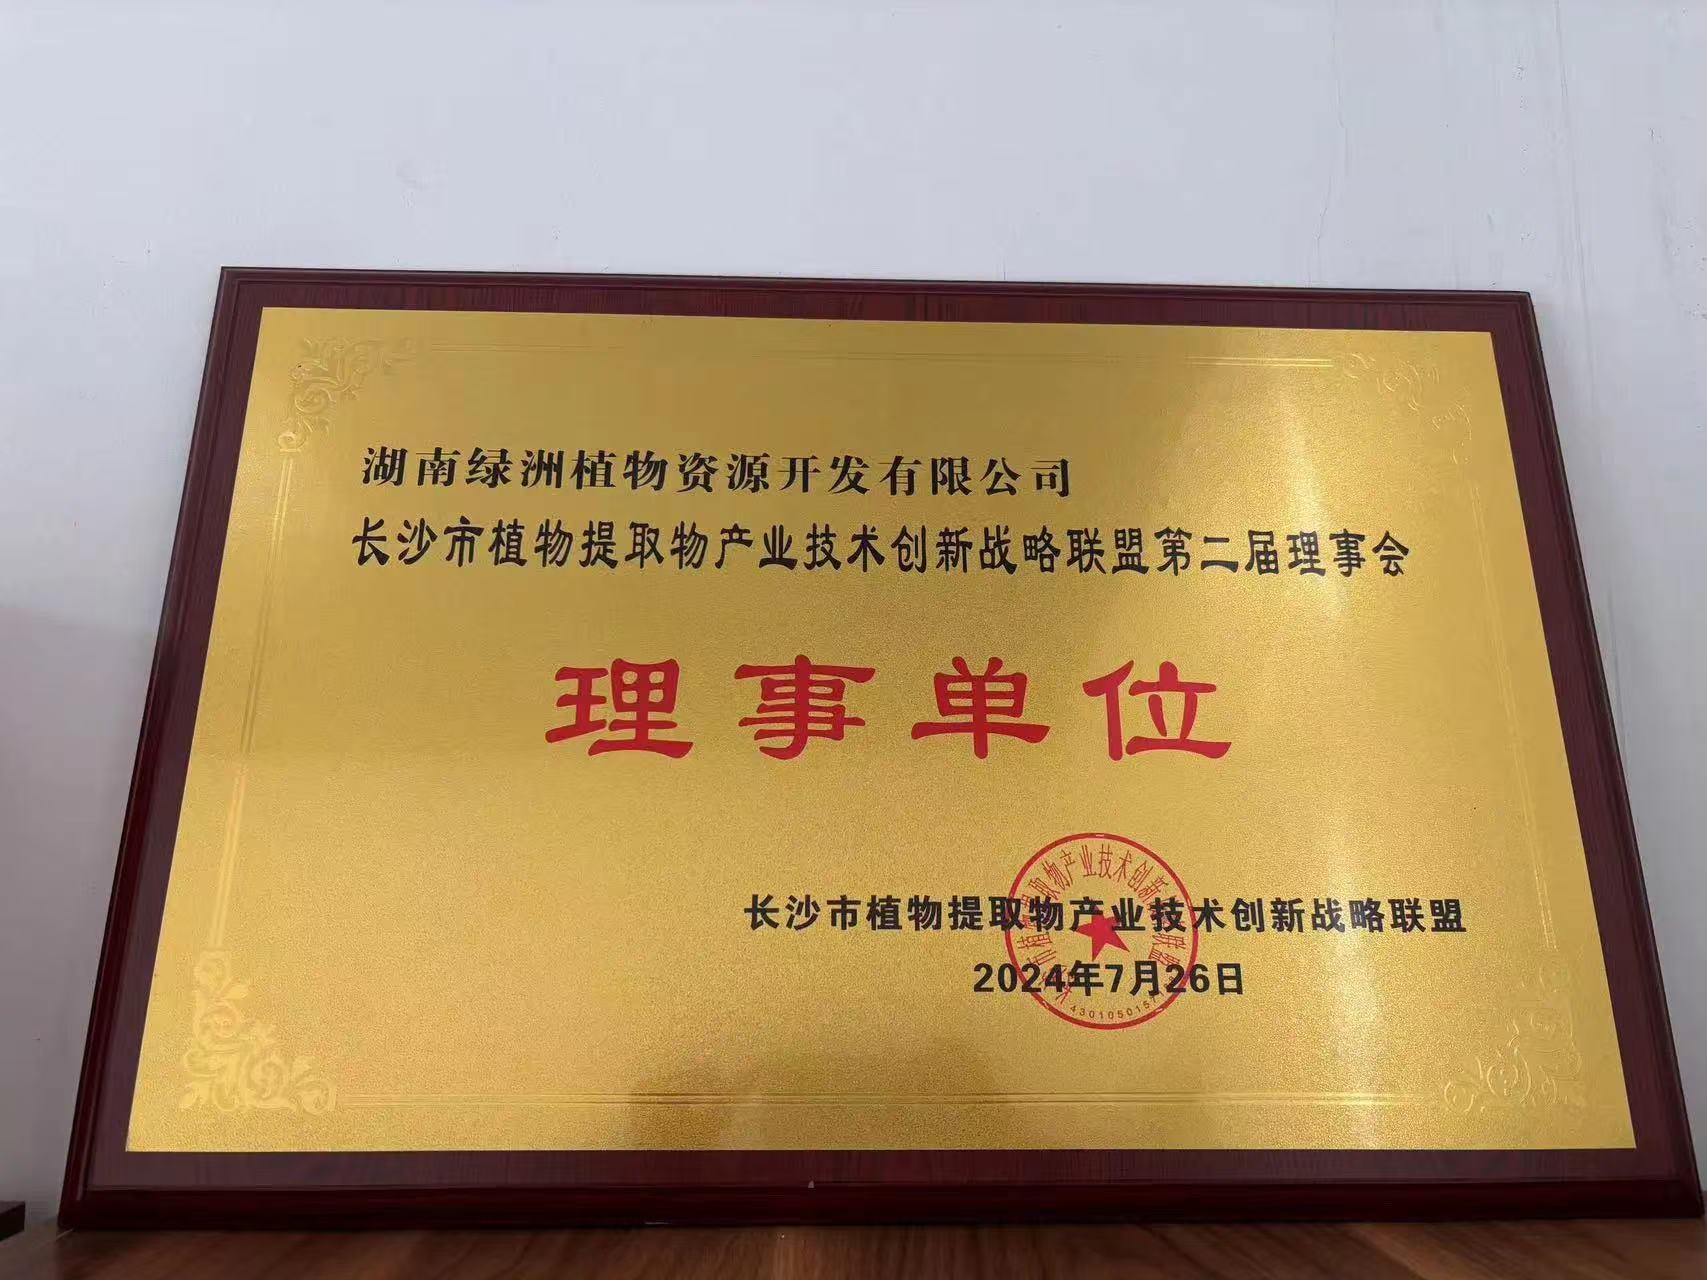 湖南绿洲植物资源开发有限公司
长沙市植物提取物产业技术创新战略联盟第二届理事会
理事单位
长沙市植物提取物产业技术创新战略联盟
2024年7月26日